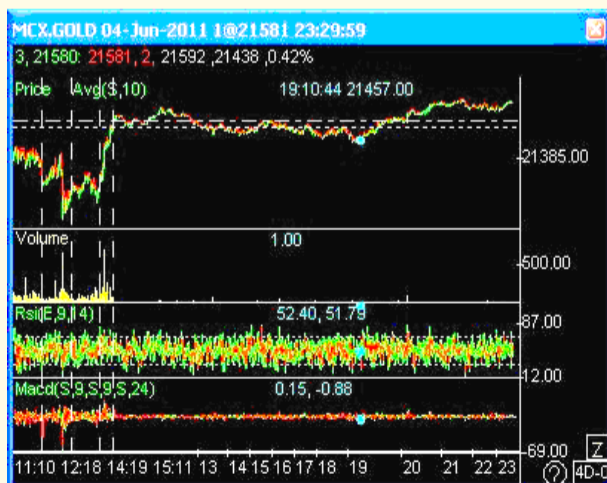 MCX.GOLD 04-Jun-2011 1@21581 23:29:59
3, 21580: 21581, 2, 21592 ,21438 ,0.42%
Price Avg(S,10) 19:10:44 21457.00
21385.00
Volume 1.00
500.00
Rsi(E,9,14) 52.40, 51.79
87.00
12.00
Macd(S,9,S,9,S,24) 0.15, -0.88
-69.00
Z
11:10 12:18 14:19 15:11 13 14 15 16 17 18 19 20 21 22 23
4D-0